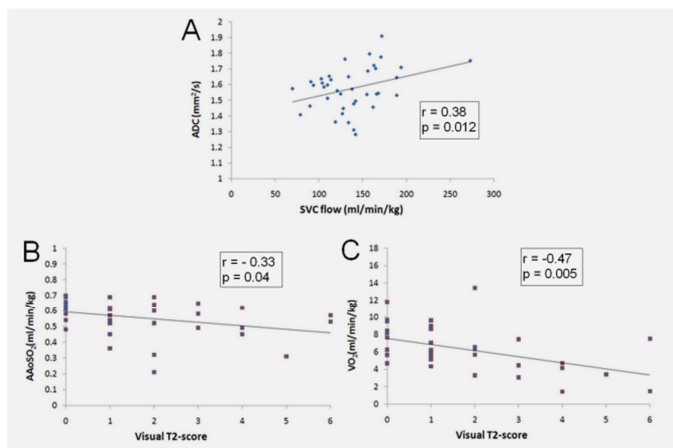 A
2
1.9
1.8
1.7
1.6
1.5
1.4
1.3
1.2
1.1
1
ADC (mm²/s)
r = 0.38
p = 0.012
0 50 100 150 200 250 300
SVC flow (ml/min/kg)
B
1
0.9
0.8
0.7
0.6
0.5
0.4
0.3
0.2
0.1
0
AAoSO₂(ml/min/kg)
r = - 0.33
p = 0.04
0 1 2 3 4 5 6
Visual T2-score
C
18
16
14
12
10
8
6
4
2
0
VO₂(ml/min/kg)
r = -0.47
p = 0.005
0 1 2 3 4 5 6
Visual T2-score